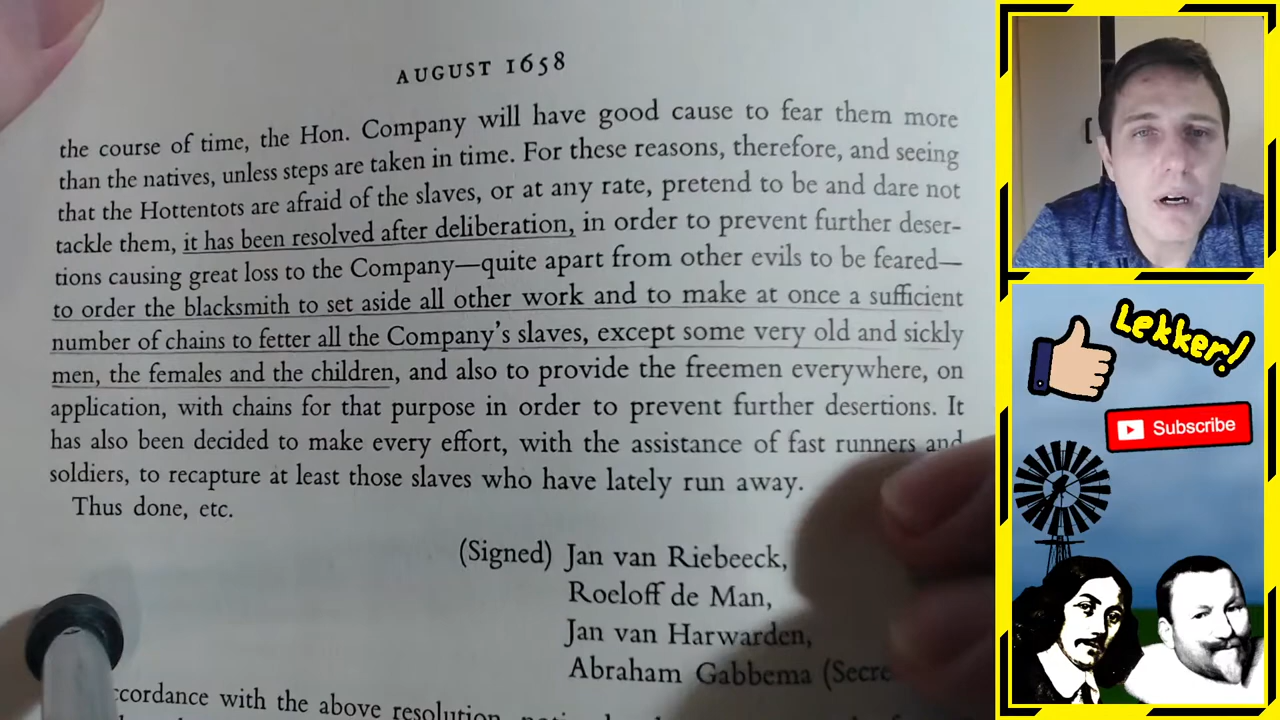 AUGUST 1658
the course of time, the Hon. Company will have good cause to fear them more
than the natives, unless steps are taken in time. For these reasons, therefore, and seeing
that the Hottentots are afraid of the slaves, or at any rate, pretend to be and dare not
tackle them, it has been resolved after deliberation, in order to prevent further deser-
tions causing great loss to the Company—quite apart from other evils to be feared—
to order the blacksmith to set aside all other work and to make at once a sufficient
number of chains to fetter all the Company's slaves, except some very old and sickly
men, the females and the children, and also to provide the freemen everywhere, on
application, with chains for that purpose in order to prevent further desertions. It
has also been decided to make every effort, with the assistance of fast runners and
soldiers, to recapture at least those slaves who have lately run away.
Thus done, etc.
(Signed) Jan van Riebeeck,
Roeloff de Man,
Jan van Harwarden,
Abraham Gabbema (Secre
ccordance with the above resolution,
Lekker!
Subscribe